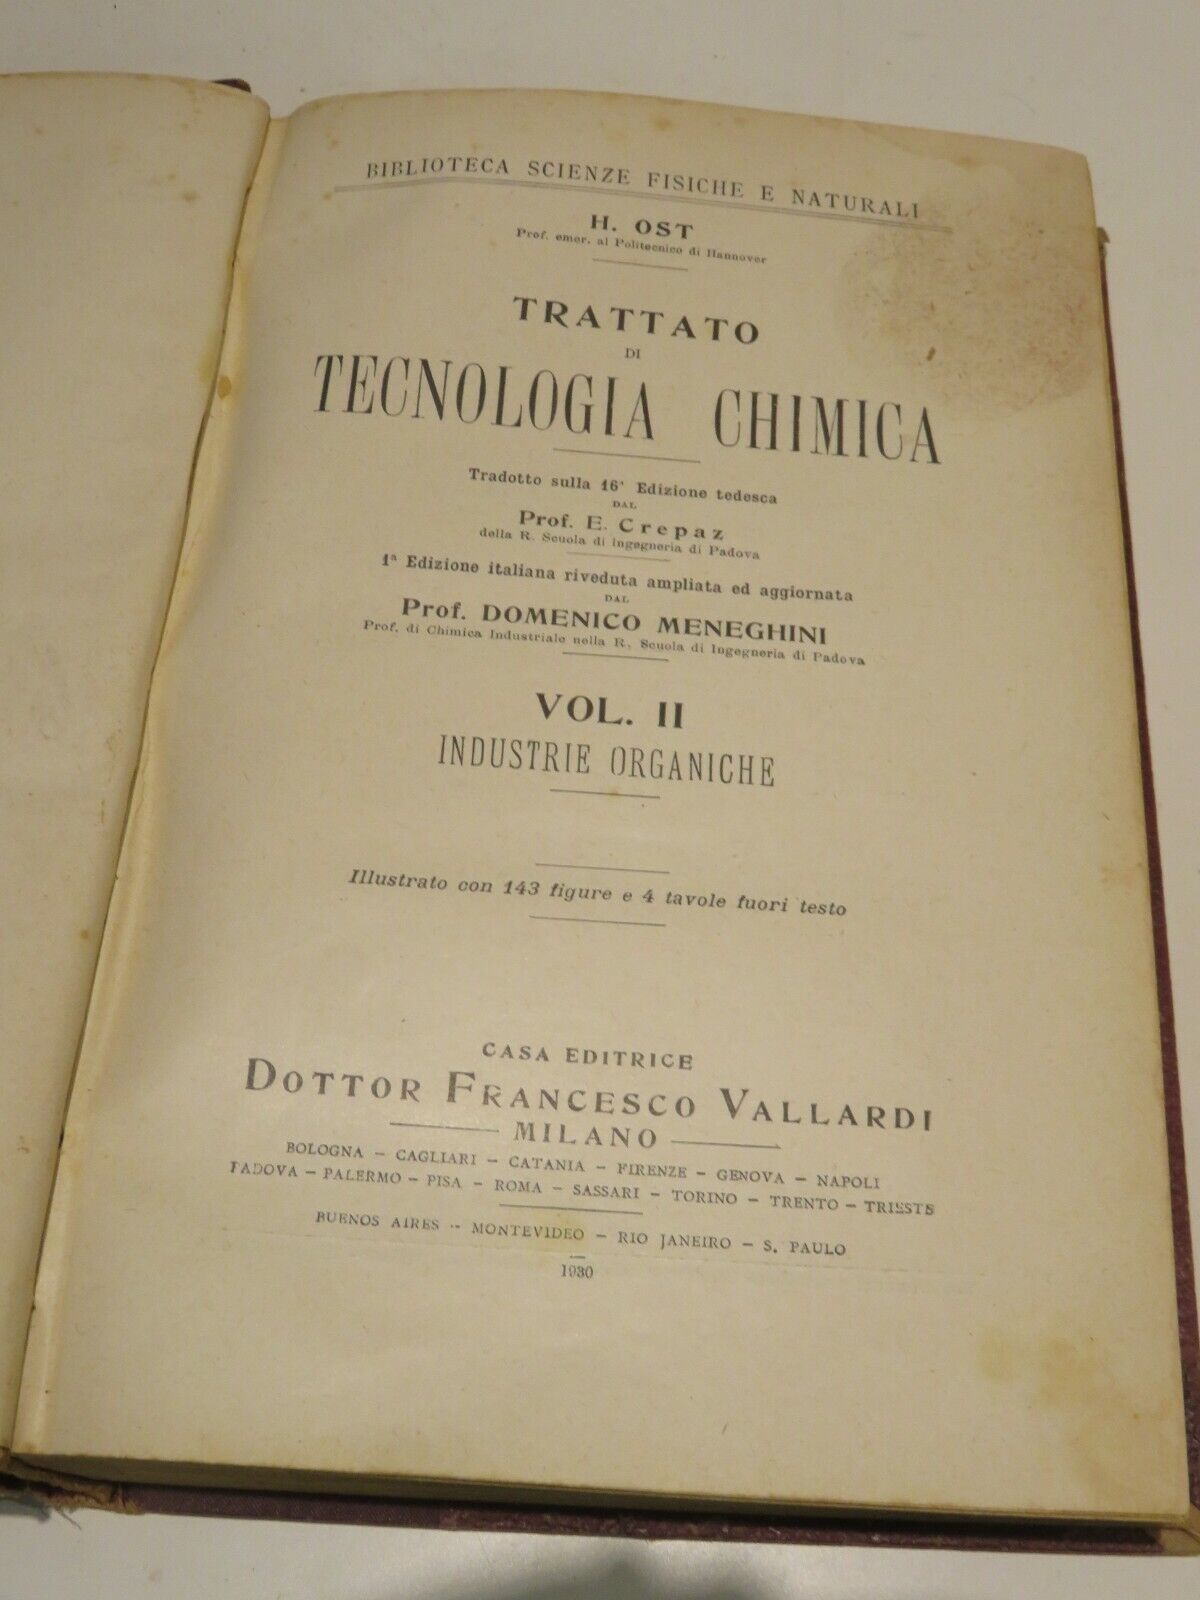 BIBLIOTECA SCIENZE FISICHE E NATURALI
H. OST
Prof. emer. al Politecnico di Hannover
TRATTATO
DI
TECNOLOGIA CHIMICA
Tradotto sulla 16ª Edizione tedesca
DAL
Prof. E. Crepaz
della R. Scuola di Ingegneria di Padova
1ª Edizione italiana riveduta ampliata ed aggiornata
DAL
Prof. DOMENICO MENEGHINI
Prof. di Chimica Industriale nella R. Scuola di Ingegneria di Padova
VOL. II
INDUSTRIE ORGANICHE
Illustrato con 143 figure e 4 tavole fuori testo
CASA EDITRICE
DOTTOR FRANCESCO VALLARDI
MILANO
BOLOGNA – CAGLIARI – CATANIA – FIRENZE – GENOVA – NAPOLI
PADOVA – PALERMO – PISA – ROMA – SASSARI – TORINO – TRENTO – TRIESTE
BUENOS AIRES – MONTEVIDEO – RIO JANEIRO – S. PAULO
1930